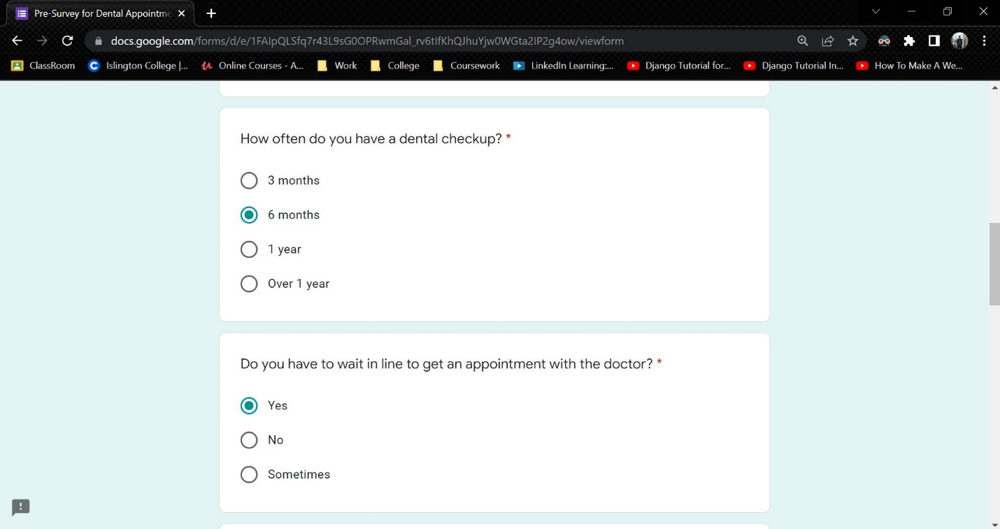 Pre-Survey for Dental Appointme
docs.google.com/forms/d/e/1FAIpQLSfq7r43L9sG0OPRwmGal_rv6tIfKhQJhuYjw0WGta2IP2g4ow/viewform
ClassRoom Islington College |... Online Courses - A... Work College Coursework LinkedIn Learning:... Django Tutorial for... Django Tutorial In... How To Make A We...
How often do you have a dental checkup? *
3 months
6 months
1 year
Over 1 year
Do you have to wait in line to get an appointment with the doctor? *
Yes
No
Sometimes